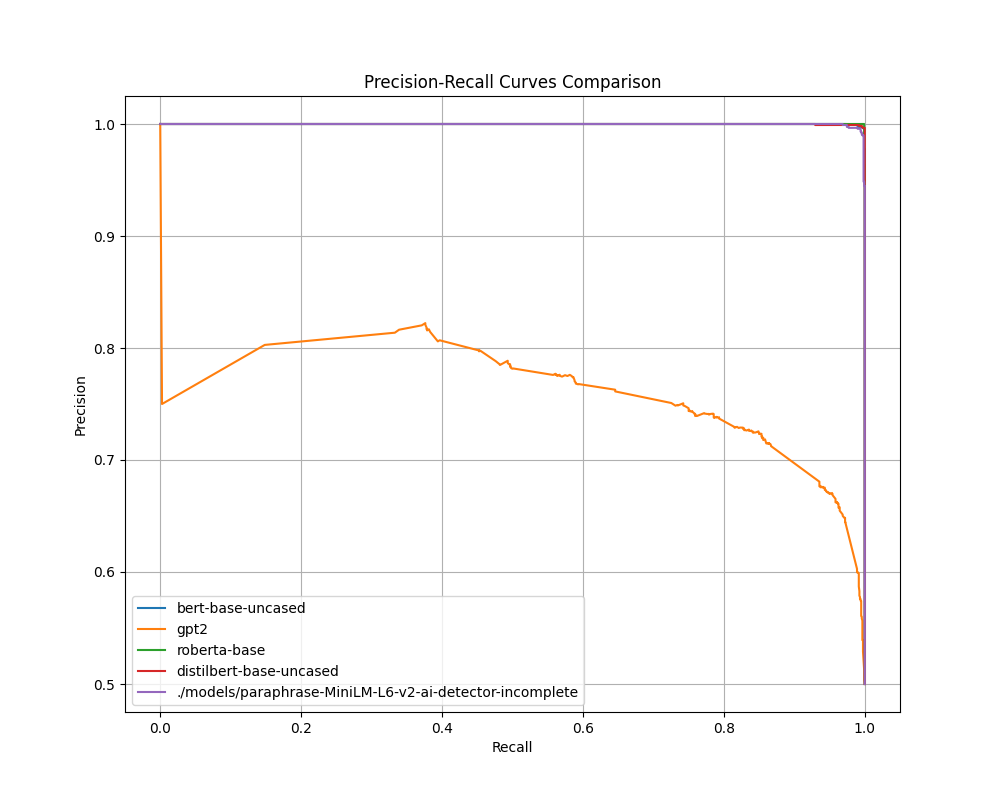 Precision-Recall Curves Comparison
Precision
1.0
0.9
0.8
0.7
0.6
0.5
bert-base-uncased
gpt2
roberta-base
distilbert-base-uncased
./models/paraphrase-MiniLM-L6-v2-ai-detector-incomplete
0.0 0.2 0.4 0.6 0.8 1.0
Recall